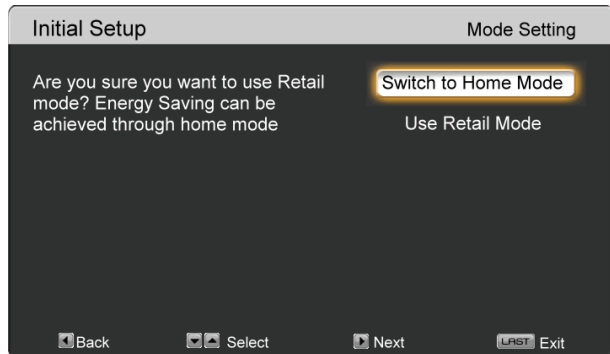 Initial Setup
Mode Setting
Are you sure you want to use Retail
mode? Energy Saving can be
achieved through home mode
Switch to Home Mode
Use Retail Mode
Back Select Next LAST Exit